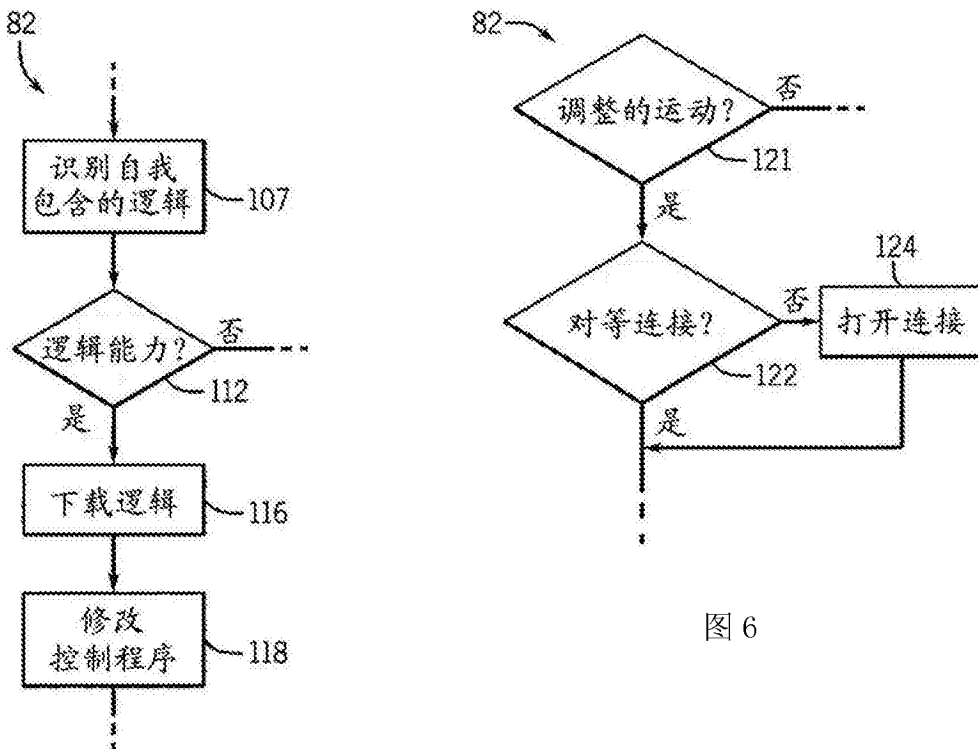 82
识别自我
包含的逻辑
107
逻辑能力?
否
112
是
下载逻辑
116
修改
控制程序
118
82
调整的运动?
否
121
是
对等连接?
否
122
124
打开连接
是
图 6